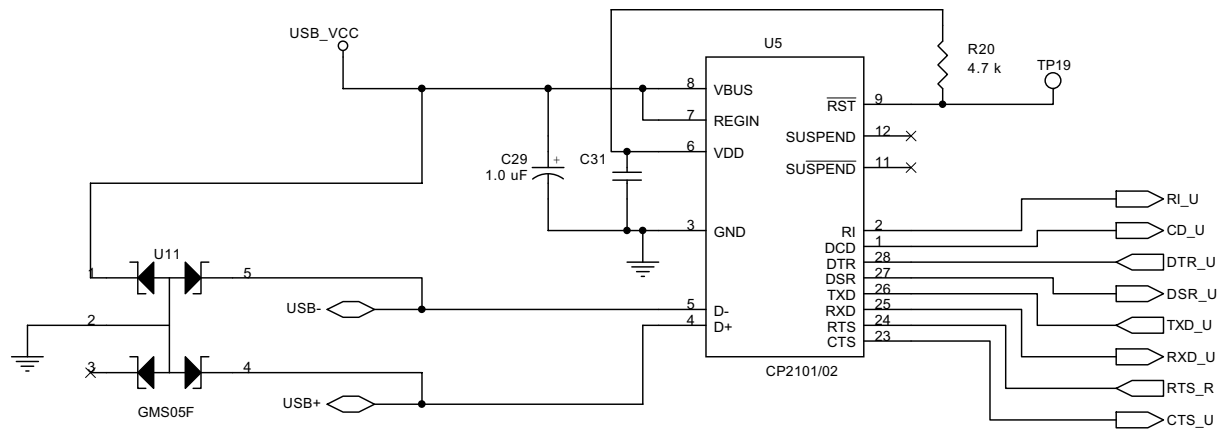 USB_VCC
U5
R20
4.7 k
TP19
8 VBUS
RST 9
7 REGIN
SUSPEND 12
6 VDD
SUSPEND 11
C29 +
1.0 uF
C31
3 GND
RI 2
RI_U
DCD 1
CD_U
DTR 28
DTR_U
DSR 27
DSR_U
TXD 26
TXD_U
RXD 25
RXD_U
RTS 24
RTS_R
CTS 23
CTS_U
U11
1
5
USB-
5 D-
4 D+
2
3
4
GMS05F
USB+
CP2101/02